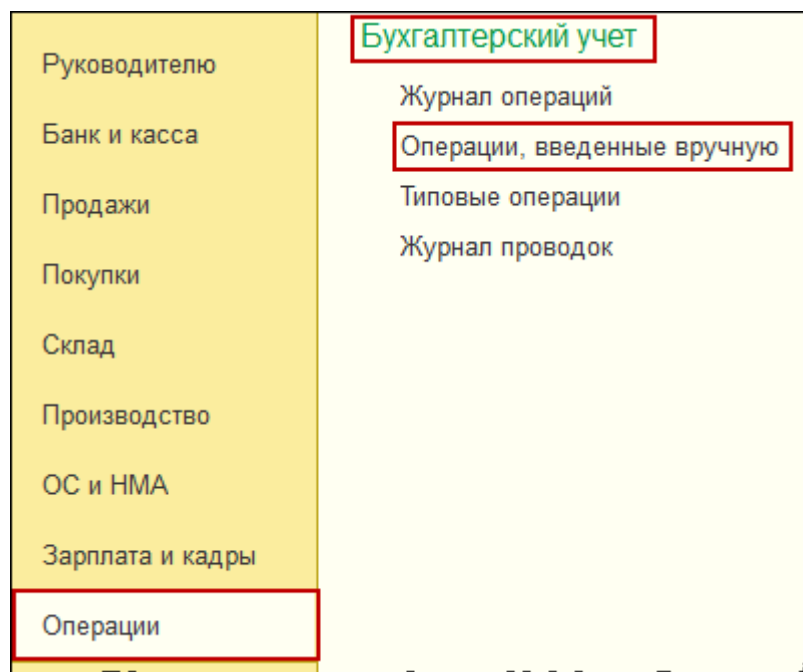 Руководителю
Банк и касса
Продажи
Покупки
Склад
Производство
ОС и НМА
Зарплата и кадры
Операции
Бухгалтерский учет
Журнал операций
Операции, введенные вручную
Типовые операции
Журнал проводок